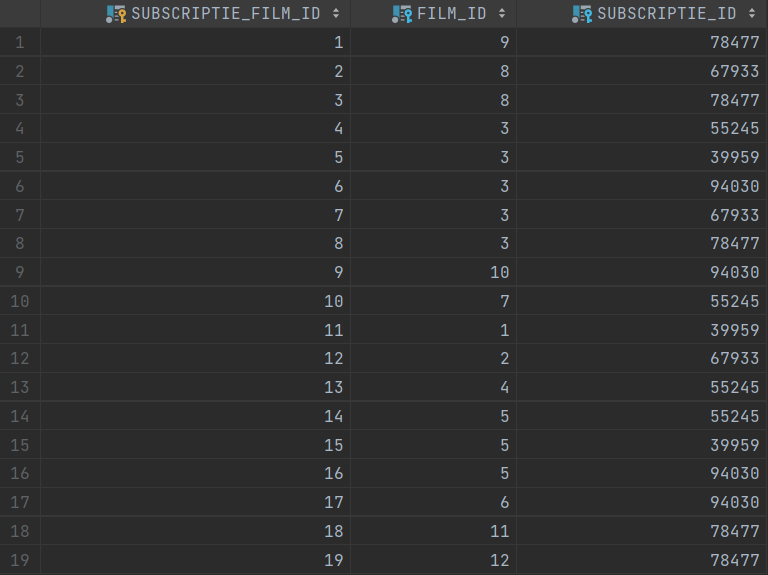 SUBSCRIPTIE_FILM_ID FILM_ID SUBSCRIPTIE_ID
1 1 9 78477
2 2 8 67933
3 3 8 78477
4 4 3 55245
5 5 3 39959
6 6 3 94030
7 7 3 67933
8 8 3 78477
9 9 10 94030
10 10 7 55245
11 11 1 39959
12 12 2 67933
13 13 4 55245
14 14 5 55245
15 15 5 39959
16 16 5 94030
17 17 6 94030
18 18 11 78477
19 19 12 78477